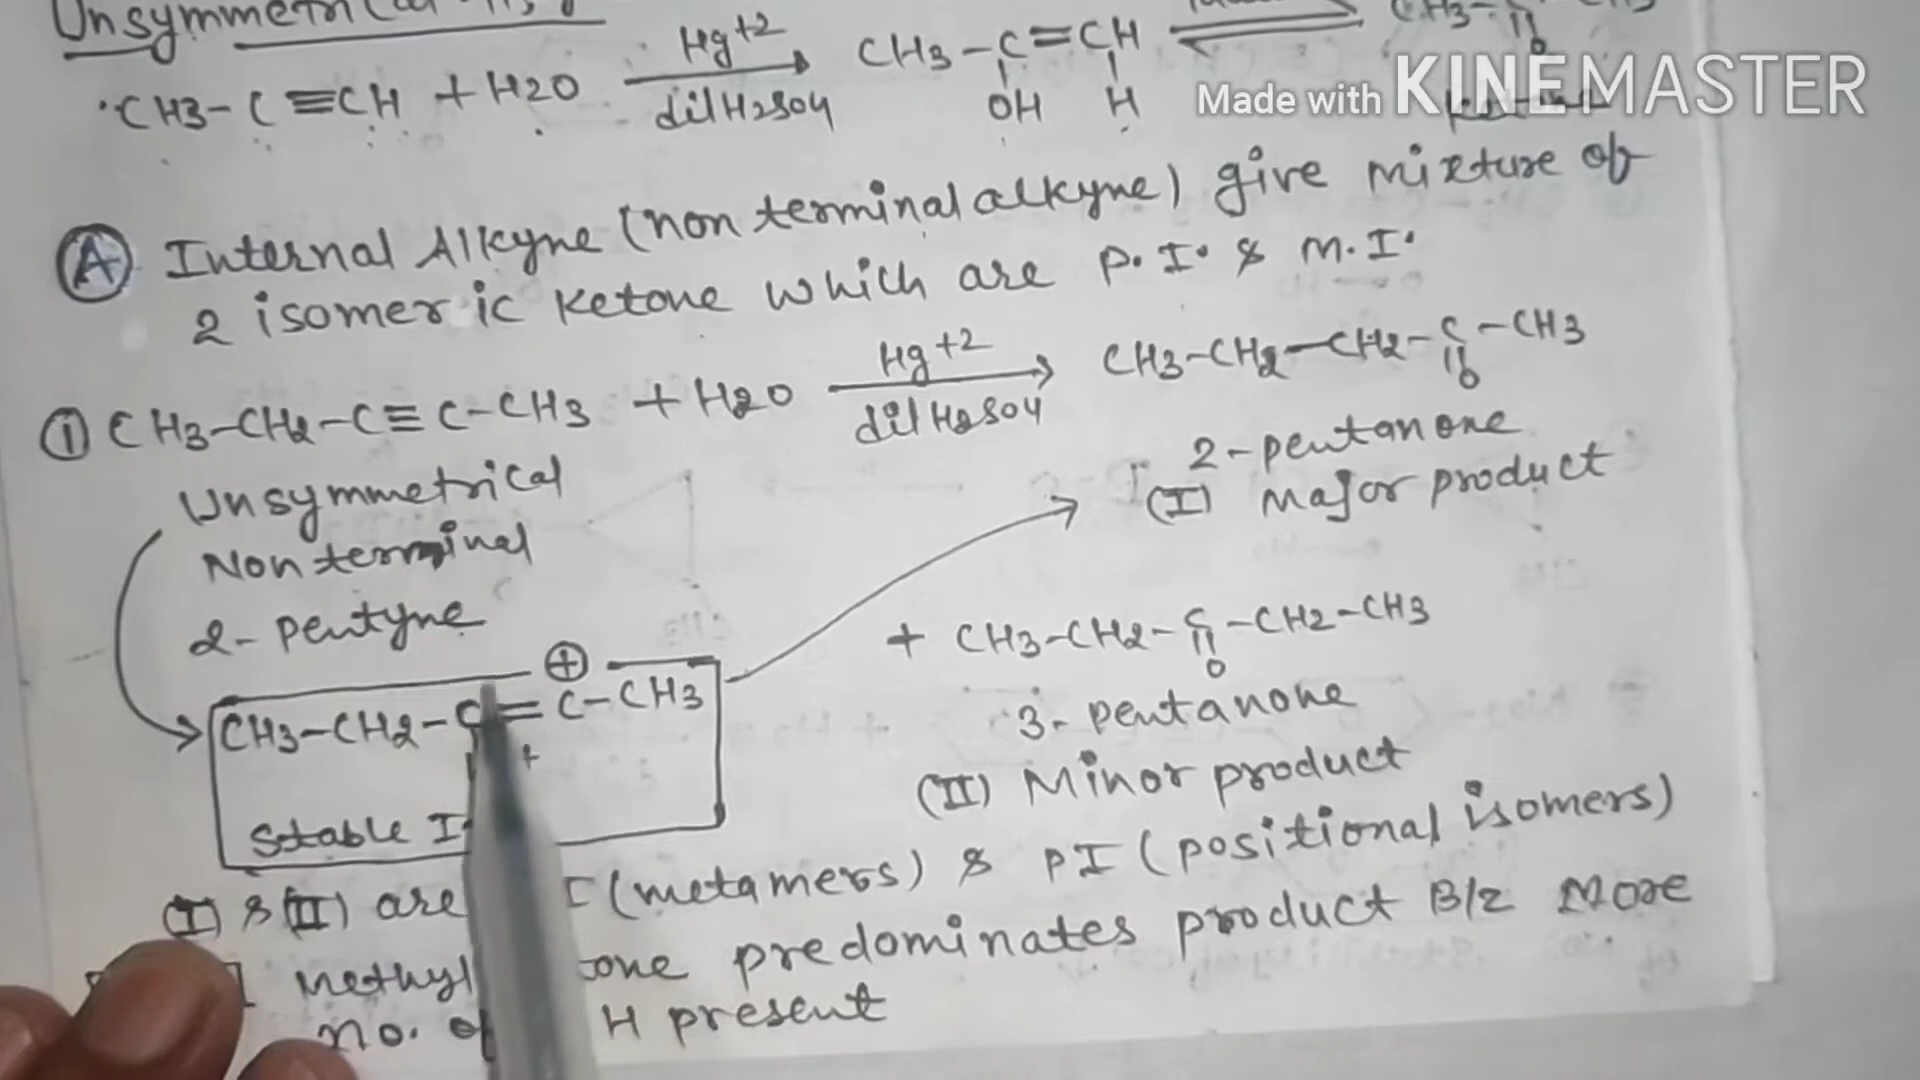 Unsymmetrical
CH3-C≡CH + H2O Hg+2 dil H2SO4 CH3-C=CH
OH H
CH3- O
Made with KINEMASTER
Ketone
(A) Internal Alkyne (non terminal alkyne) give mixture of
2 isomeric ketone which are P.I. & M.I.
(1) CH3-CH2-C≡C-CH3 + H2O Hg+2 dil H2SO4 CH3-CH2-CH2-C-CH3
O
2-pentanone
(I) Major product
Unsymmetrical
Non terminal
2-Pentyne
+ CH3-CH2-C-CH2-CH3
O
3-pentanone
(II) Minor product
⊕
CH3-CH2-C=C-CH3
Stable I
(I) & (II) are I (metamers) & PI (positional isomers)
] methyl one predominates product B/z More
no. of H present